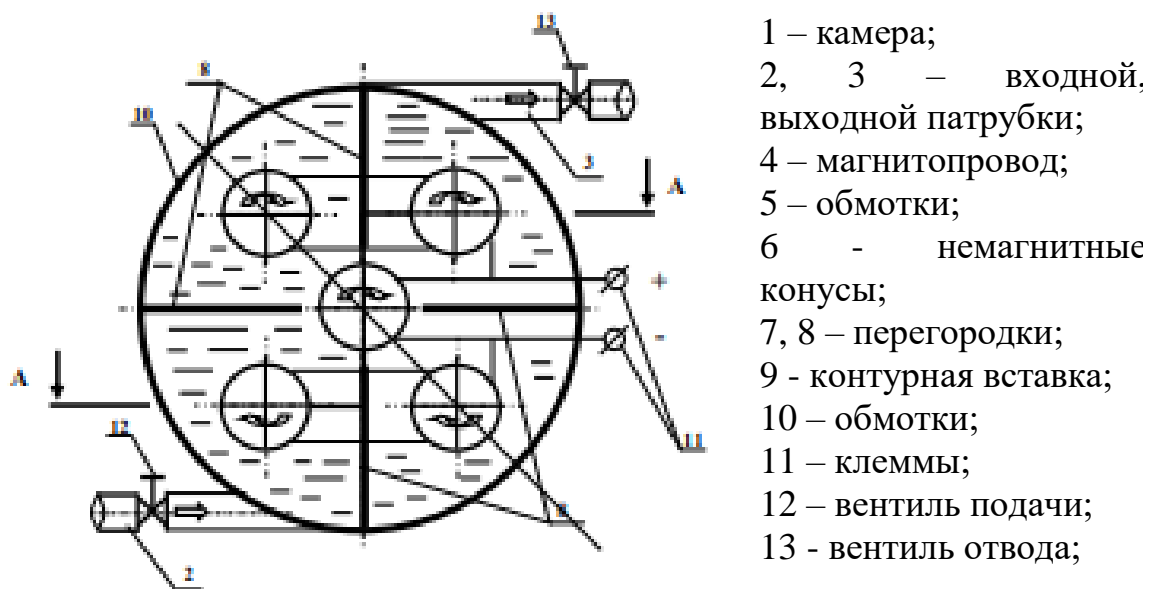 13
8
10
3
А
+
-
А
12
11
2
1 – камера;
2, 3 – входной,
выходной патрубки;
4 – магнитопровод;
5 – обмотки;
6 - немагнитные
конусы;
7, 8 – перегородки;
9 - контурная вставка;
10 – обмотки;
11 – клеммы;
12 – вентиль подачи;
13 - вентиль отвода;